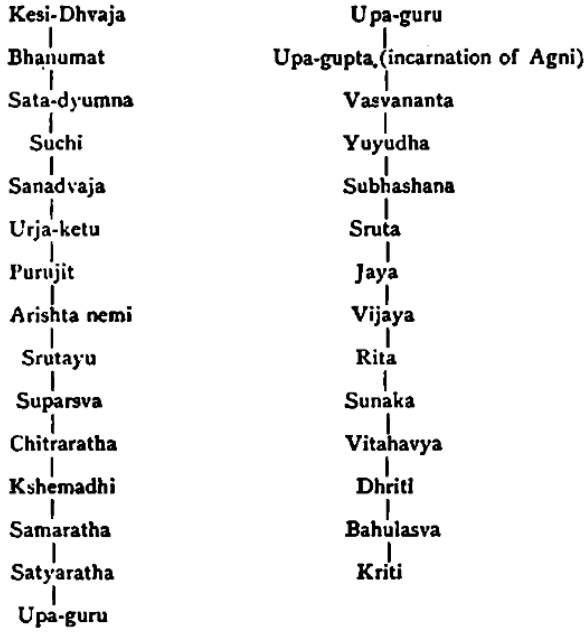 Kesi-Dhvaja
Bhanumat
Sata-dyumna
Suchi
Sanadvaja
Urja-ketu
Purujit
Arishta nemi
Srutayu
Suparsva
Chitraratha
Kshemadhi
Samaratha
Satyaratha
Upa-guru
Upa-guru
Upa-gupta (incarnation of Agni)
Vasvananta
Yuyudha
Subhashana
Sruta
Jaya
Vijaya
Rita
Sunaka
Vitahavya
Dhriti
Bahulasva
Kriti